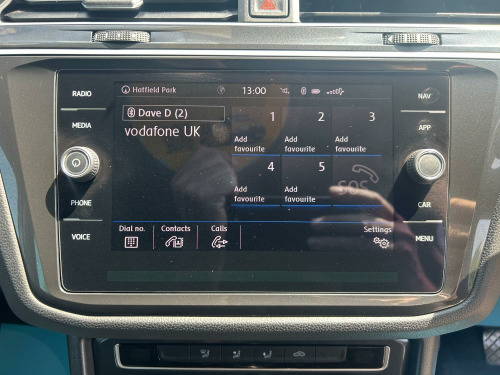 RADIO
MEDIA
PHONE
VOICE
Hatfield Park 13:00
Dave D (2)
vodafone UK
1 2 3
Add favourite Add favourite Add favourite
4 5 SOS
Add favourite Add favourite
Dial no. Contacts Calls Settings
NAV
APP
CAR
MENU